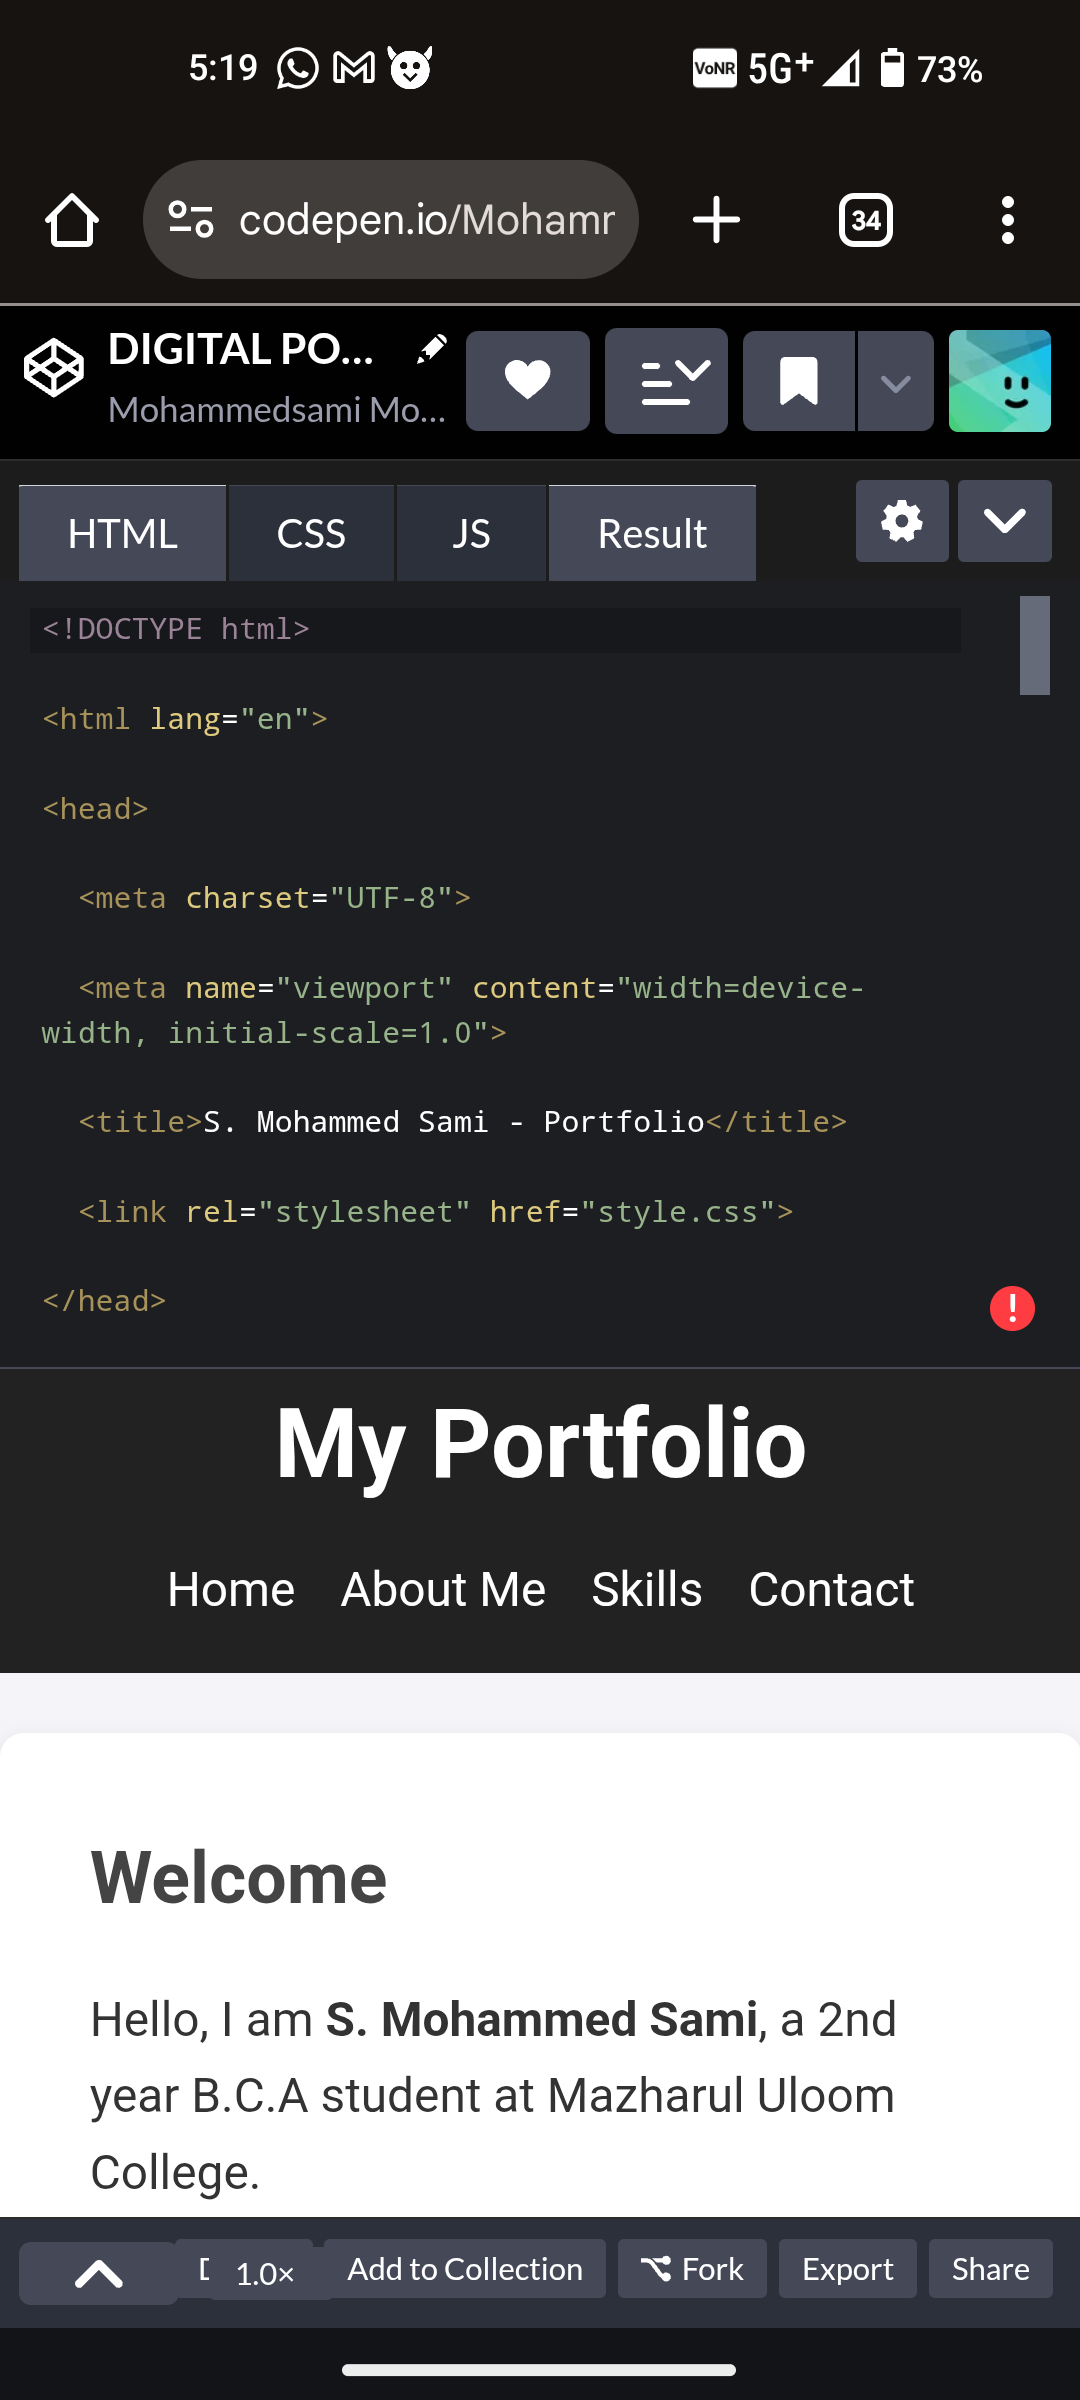 5:19 VoNR 5G+ 73%
codepen.io/Mohamr 34
DIGITAL PO...
Mohammedsami Mo...
HTML CSS JS Result
<!DOCTYPE html>
<html lang="en">
<head>
<meta charset="UTF-8">
<meta name="viewport" content="width=device-
width, initial-scale=1.0">
<title>S. Mohammed Sami - Portfolio</title>
<link rel="stylesheet" href="style.css">
</head>
My Portfolio
Home About Me Skills Contact
Welcome
Hello, I am S. Mohammed Sami, a 2nd
year B.C.A student at Mazharul Uloom
College.
1.0× Add to Collection Fork Export Share